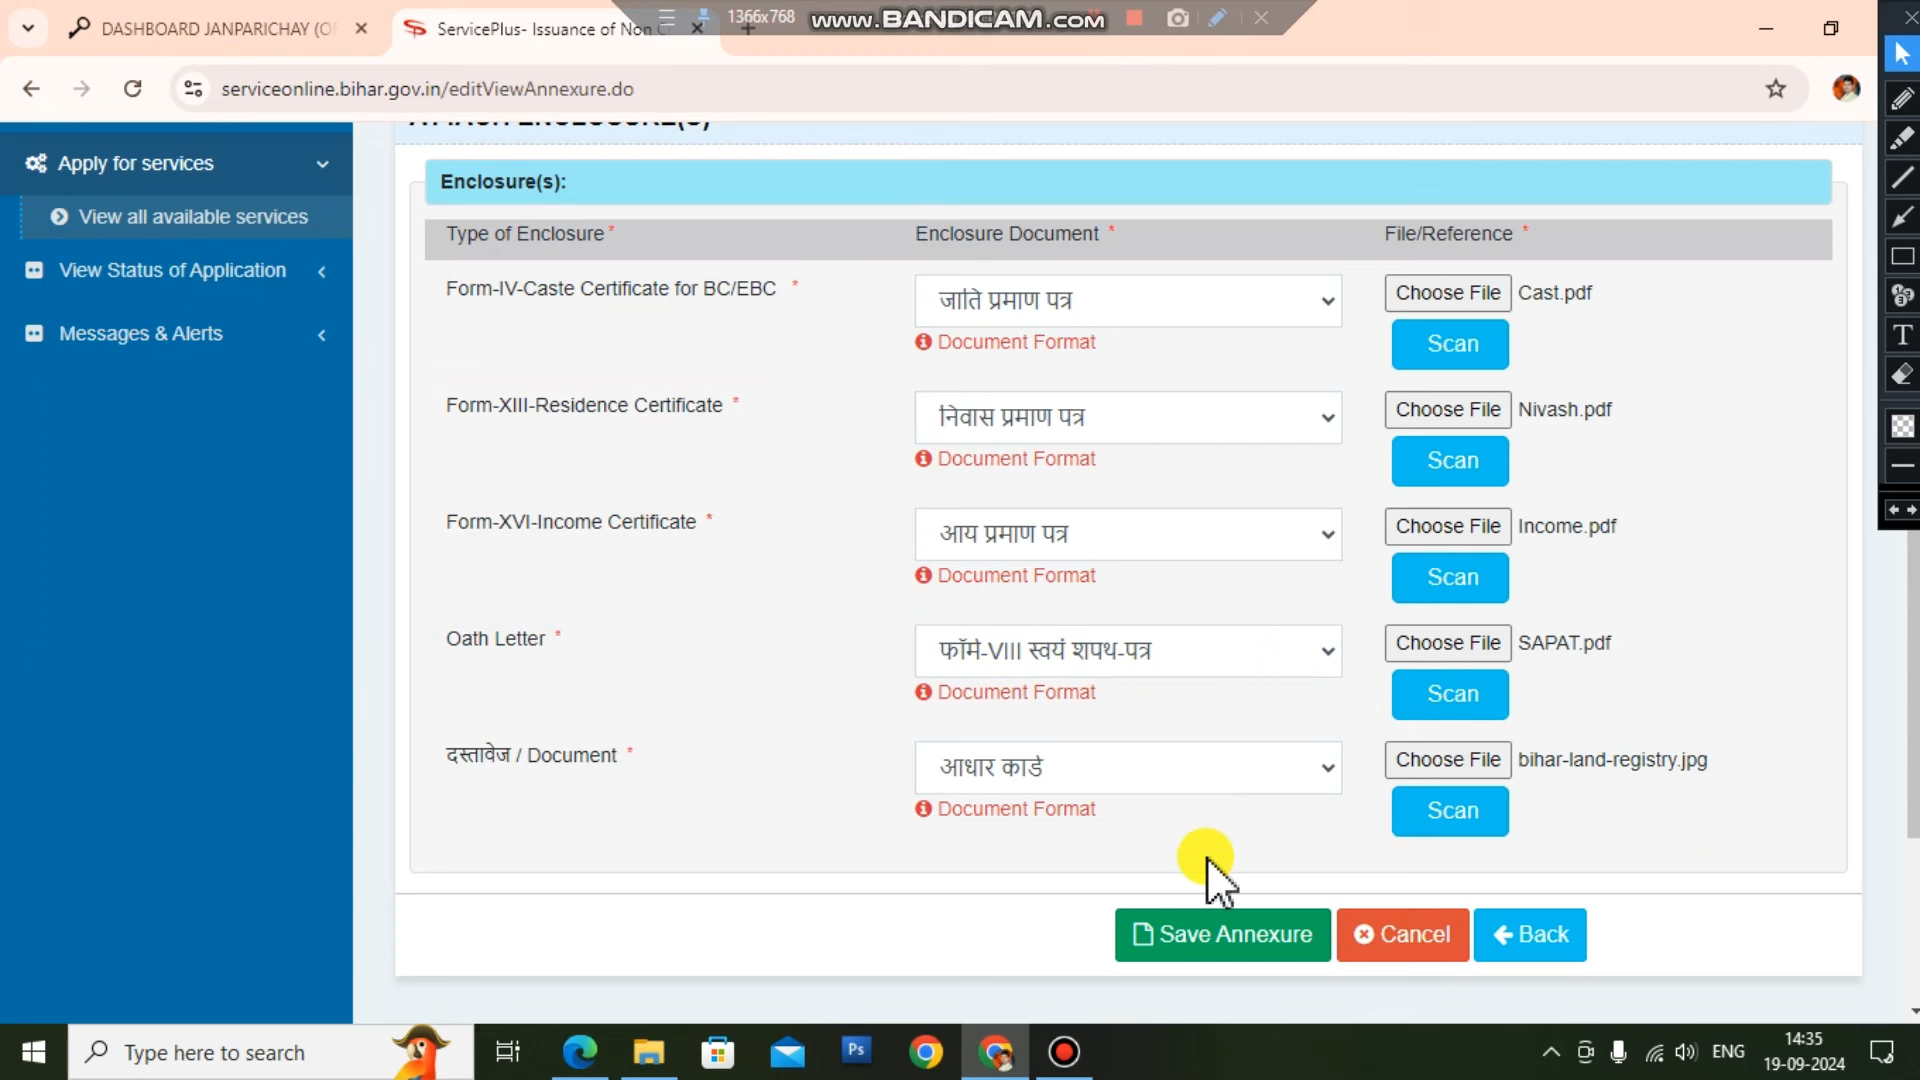 DASHBOARD JANPARICHAY (OF
ServicePlus- Issuance of Non C
1366x768
www.BANDICAM.com
serviceonline.bihar.gov.in/editViewAnnexure.do
Apply for services
View all available services
View Status of Application
Messages & Alerts
ATTACH ENCLOSURE(S)
Enclosure(s):
Type of Enclosure * Enclosure Document * File/Reference *
Form-IV-Caste Certificate for BC/EBC * जाति प्रमाण पत्र Choose File Cast.pdf
Document Format Scan
Form-XIII-Residence Certificate * निवास प्रमाण पत्र Choose File Nivash.pdf
Document Format Scan
Form-XVI-Income Certificate * आय प्रमाण पत्र Choose File Income.pdf
Document Format Scan
Oath Letter * फॉर्म-VIII स्वयं शपथ-पत्र Choose File SAPAT.pdf
Document Format Scan
दस्तावेज / Document * आधार कार्ड Choose File bihar-land-registry.jpg
Document Format Scan
Save Annexure Cancel Back
Type here to search
Ps
ENG
14:35
19-09-2024